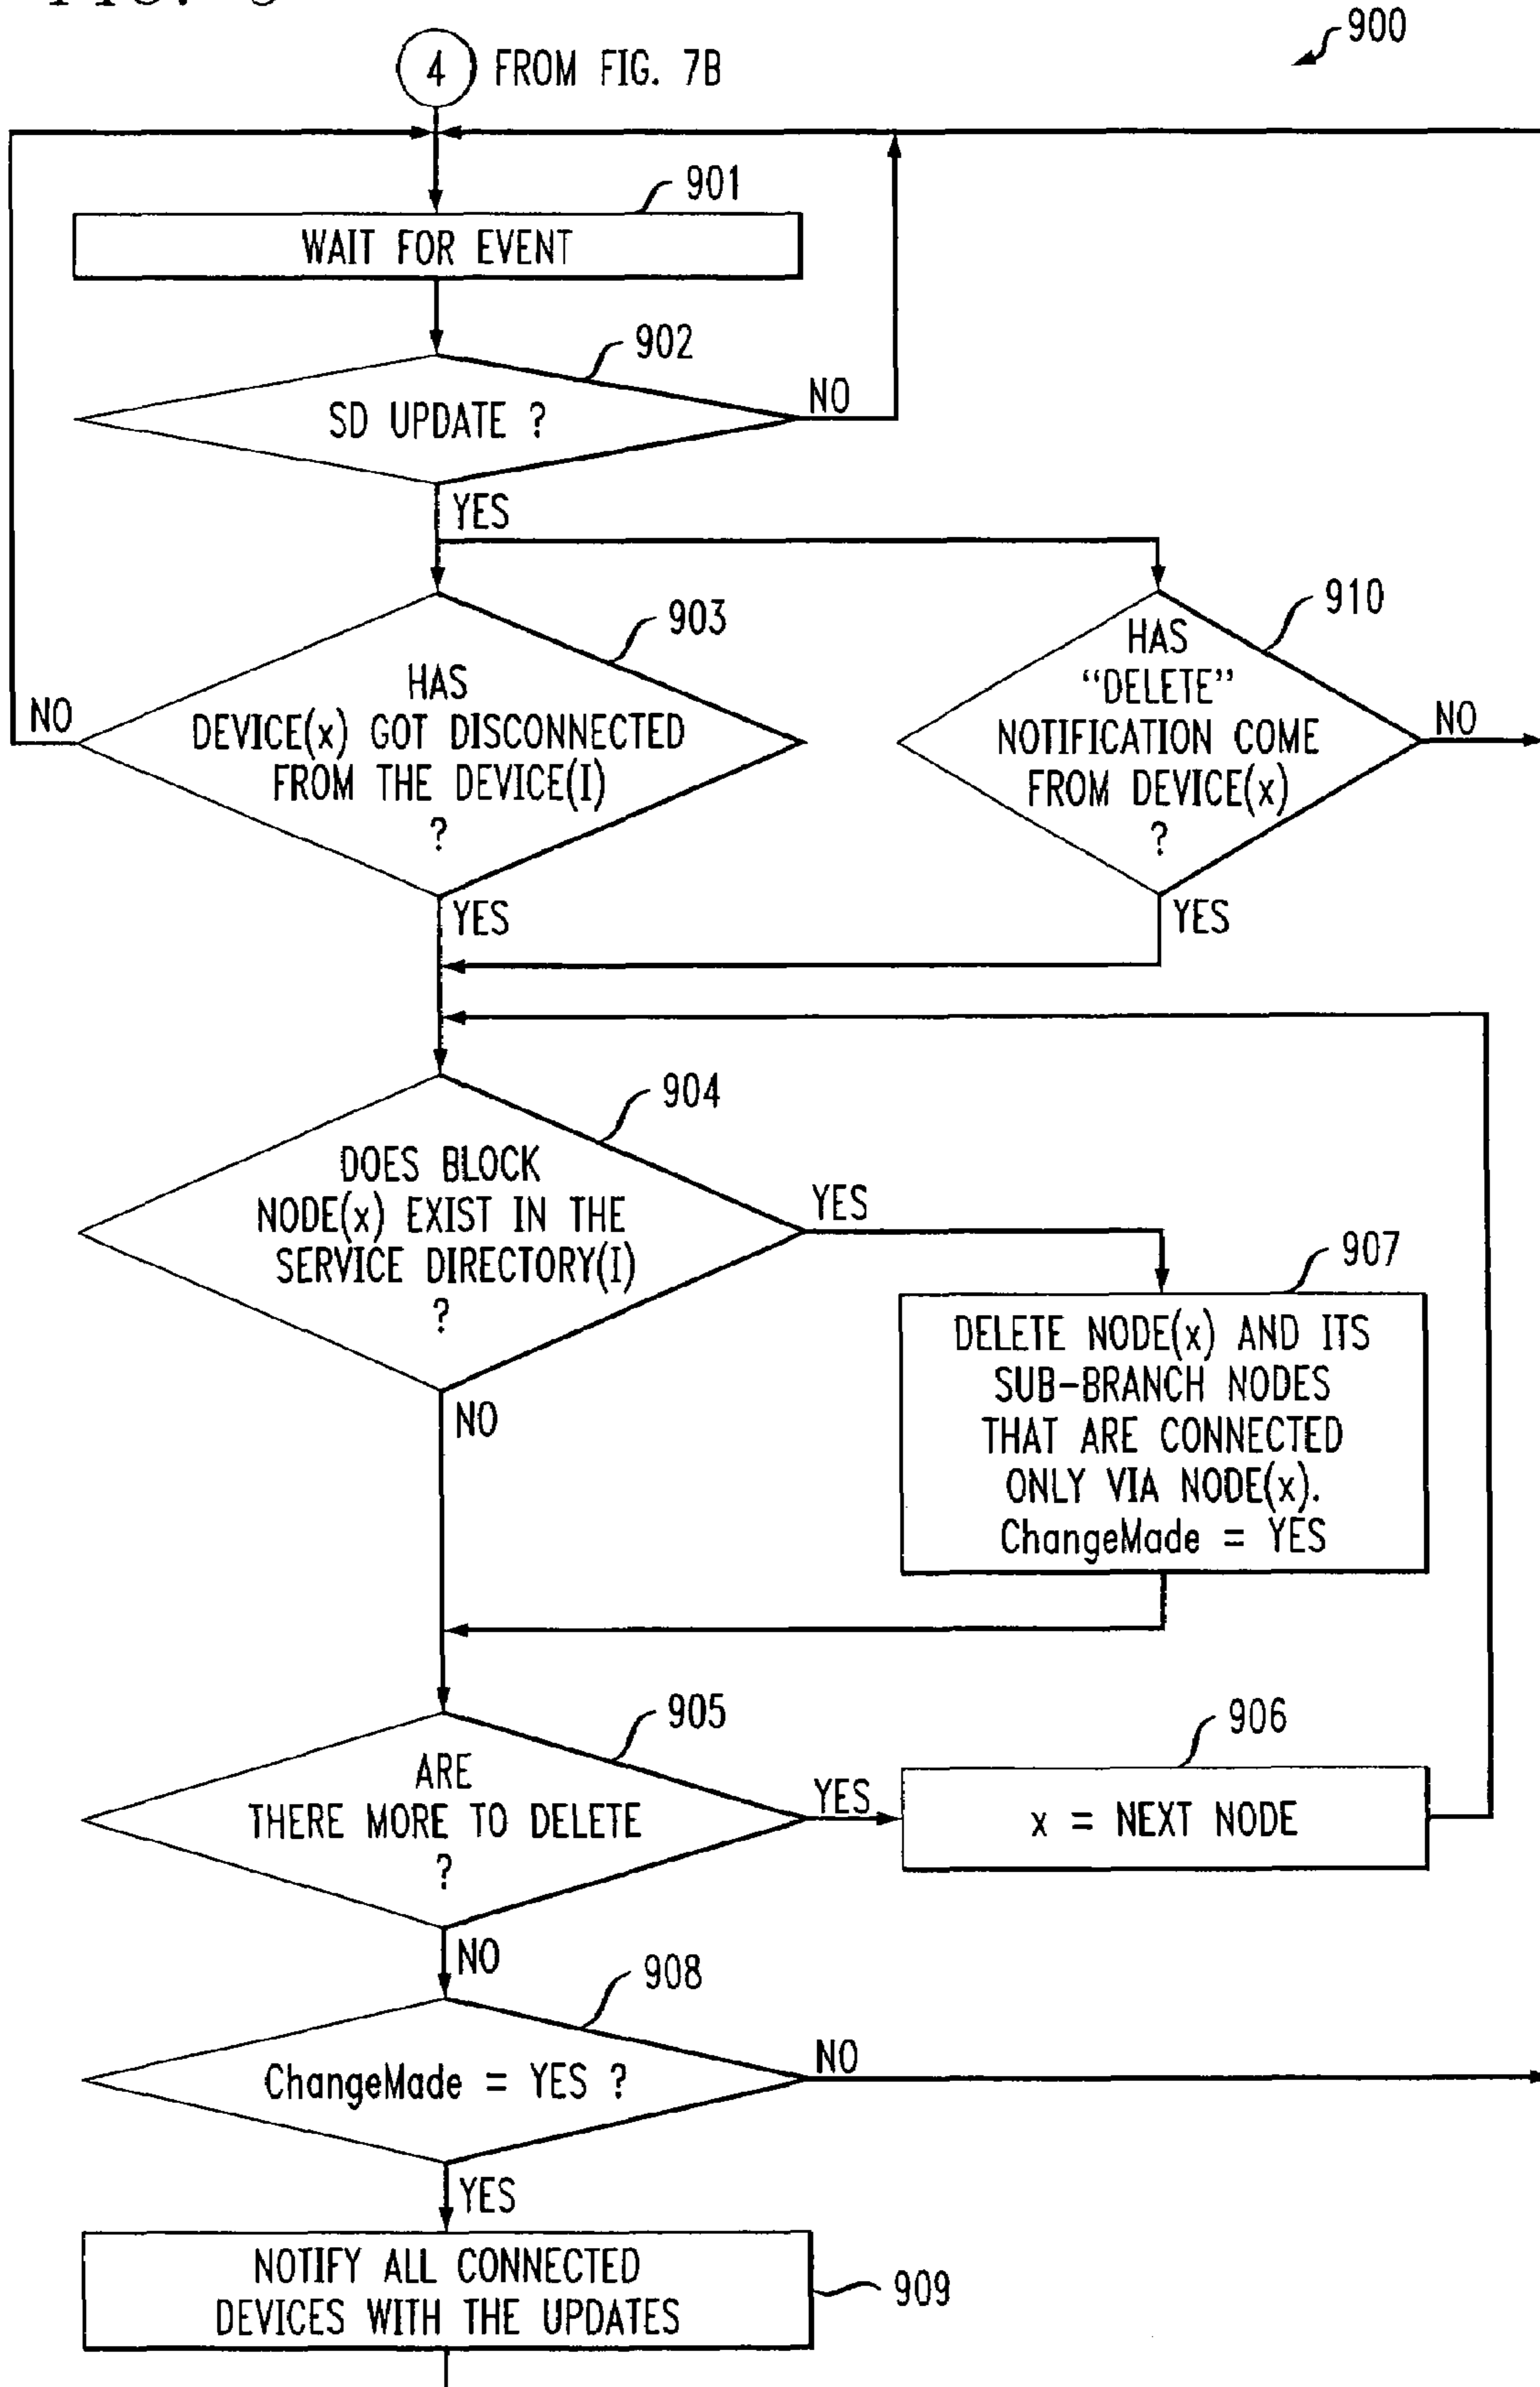 900
4 FROM FIG. 7B
901
WAIT FOR EVENT
902
SD UPDATE ?
NO
YES
903
HAS
DEVICE(x) GOT DISCONNECTED
FROM THE DEVICE(I)
?
NO
YES
910
HAS
“DELETE”
NOTIFICATION COME
FROM DEVICE(x)
?
NO
YES
904
DOES BLOCK
NODE(x) EXIST IN THE
SERVICE DIRECTORY(I)
?
YES
NO
907
DELETE NODE(x) AND ITS
SUB-BRANCH NODES
THAT ARE CONNECTED
ONLY VIA NODE(x).
ChangeMade = YES
905
ARE
THERE MORE TO DELETE
?
YES
906
x = NEXT NODE
NO
908
ChangeMade = YES ?
NO
YES
NOTIFY ALL CONNECTED
DEVICES WITH THE UPDATES
909